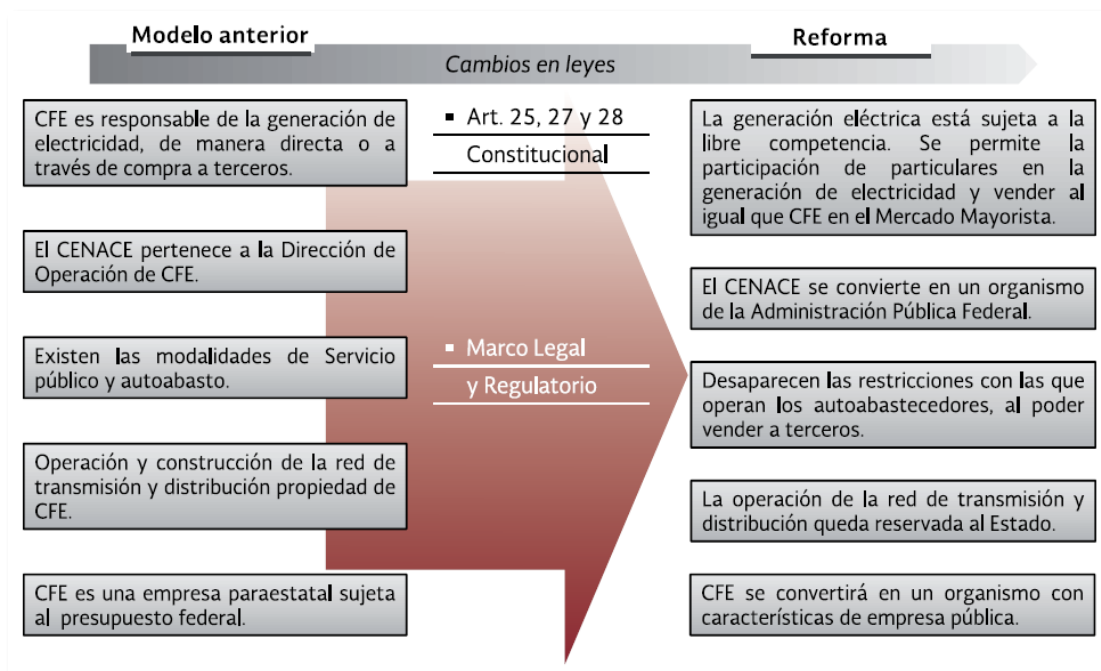 Modelo anterior
Reforma
Cambios en leyes
CFE es responsable de la generación de
electricidad, de manera directa o a
través de compra a terceros.
El CENACE pertenece a la Dirección de
Operación de CFE.
Existen las modalidades de Servicio
público y autoabasto.
Operación y construcción de la red de
transmisión y distribución propiedad de
CFE.
CFE es una empresa paraestatal sujeta
al presupuesto federal.
▪ Art. 25, 27 y 28
Constitucional
▪ Marco Legal
y Regulatorio
La generación eléctrica está sujeta a la
libre competencia. Se permite la
participación de particulares en la
generación de electricidad y vender al
igual que CFE en el Mercado Mayorista.
El CENACE se convierte en un organismo
de la Administración Pública Federal.
Desaparecen las restricciones con las que
operan los autoabastecedores, al poder
vender a terceros.
La operación de la red de transmisión y
distribución queda reservada al Estado.
CFE se convertirá en un organismo con
características de empresa pública.